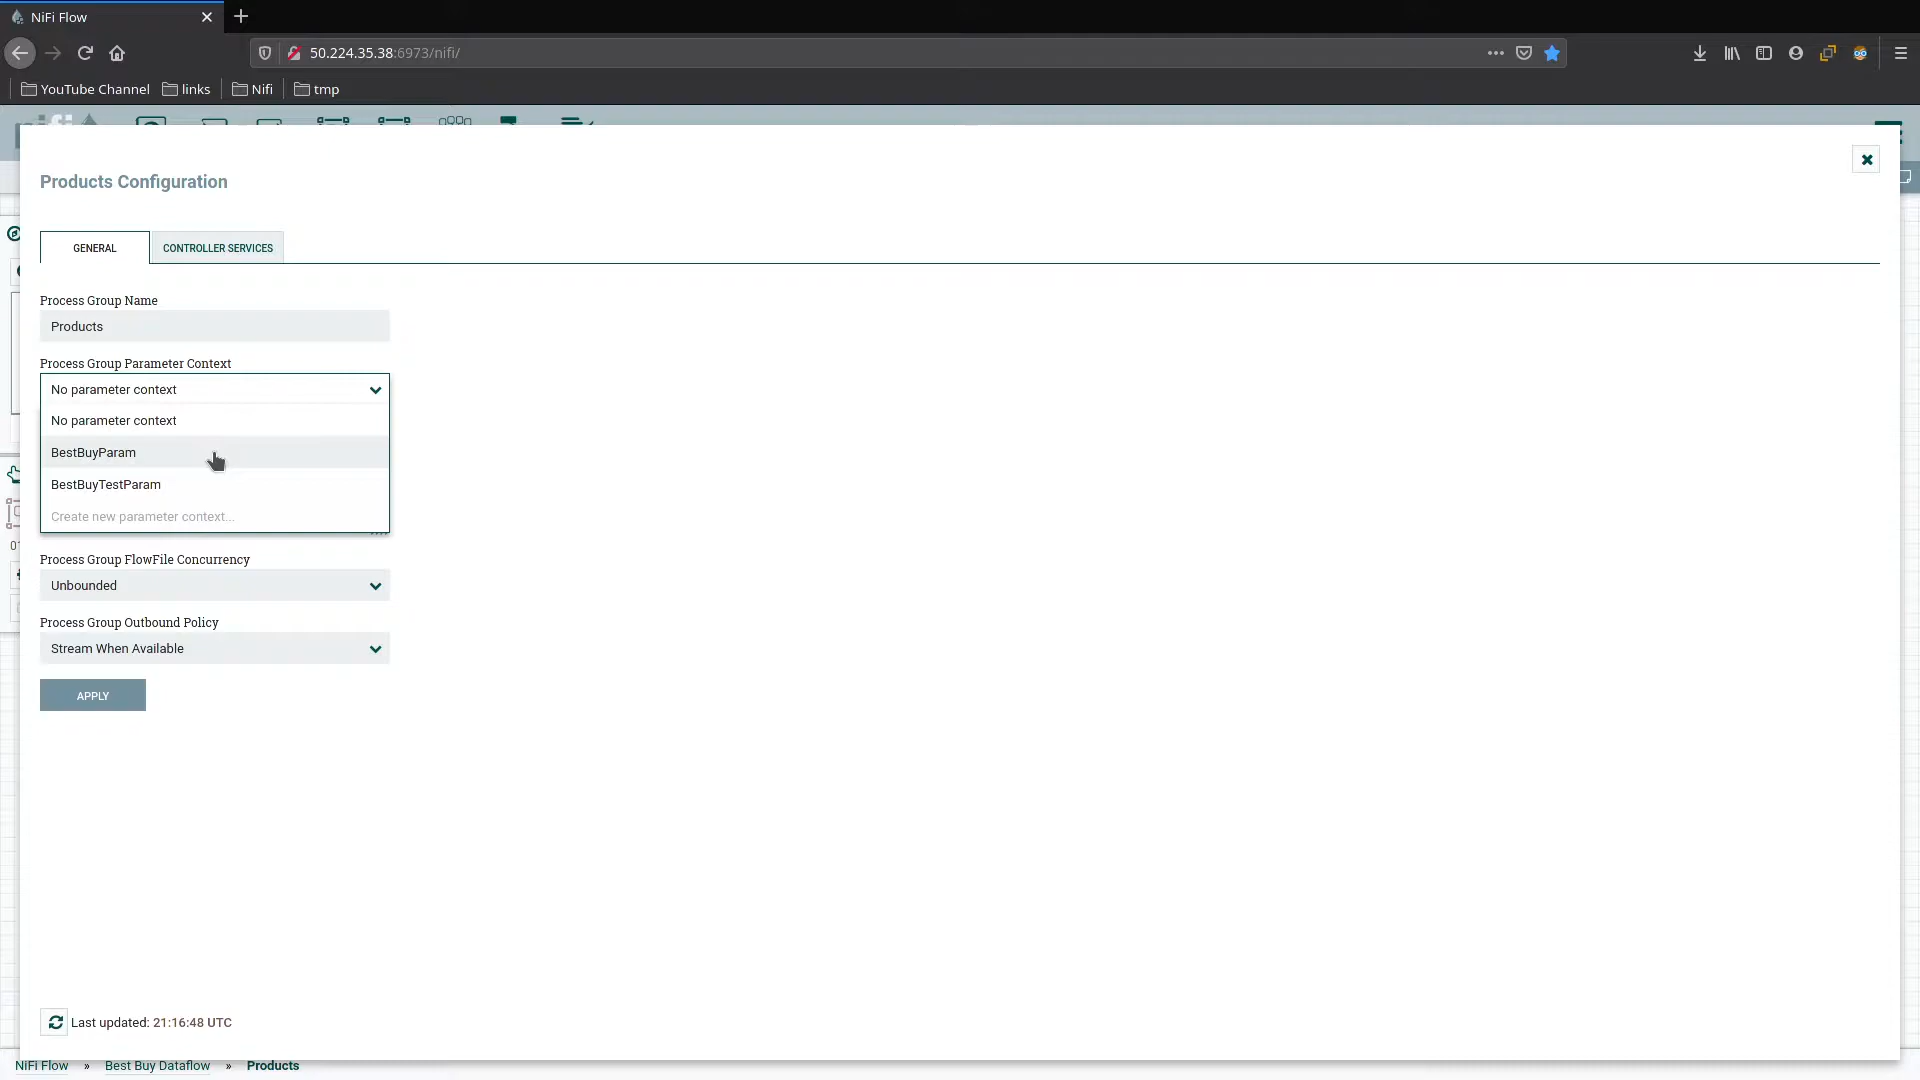 NiFi Flow
50.224.35.38:6973/nifi/
YouTube Channel links Nifi tmp
Products Configuration
GENERAL CONTROLLER SERVICES
Process Group Name
Products
Process Group Parameter Context
No parameter context
No parameter context
BestBuyParam
BestBuyTestParam
Create new parameter context...
Process Group FlowFile Concurrency
Unbounded
Process Group Outbound Policy
Stream When Available
APPLY
Last updated: 21:16:48 UTC
NiFi Flow » Best Buy Dataflow » Products